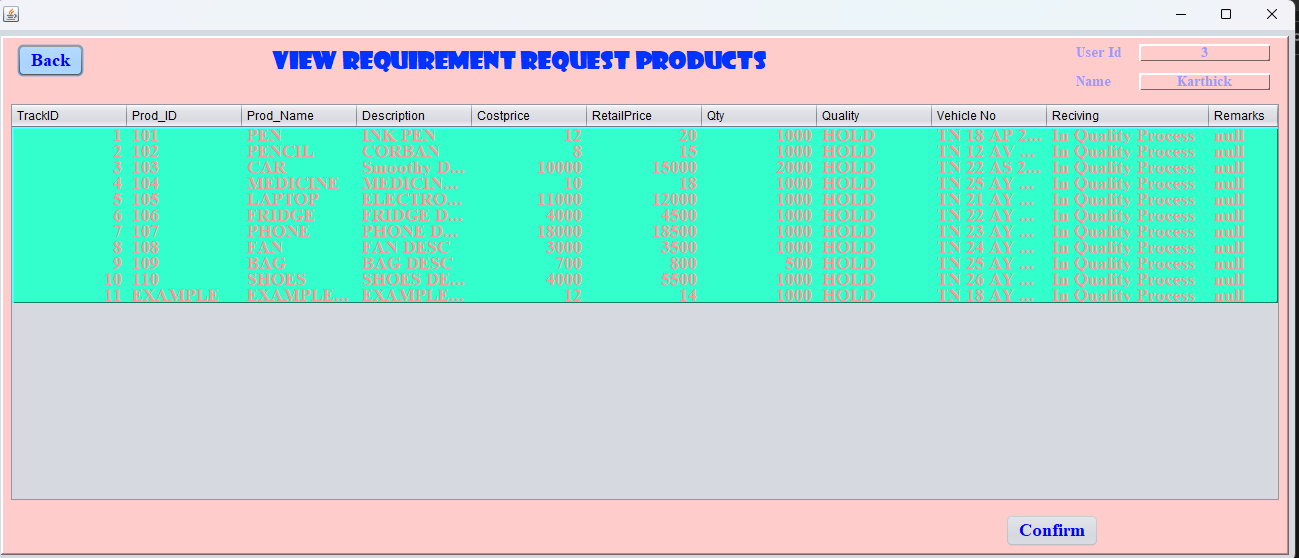 Back VIEW REQUIREMENT REQUEST PRODUCTS User Id 3
Name Karthick
TrackID Prod_ID Prod_Name Description Costprice RetailPrice Qty Quality Vehicle No Reciving Remarks
1 101 PEN INK PEN 12 20 1000 HOLD TN 18 AP 2... In Quality Process null
2 102 PENCIL CORBAN 8 15 1000 HOLD TN 12 AV ... In Quality Process null
3 103 CAR Smoothy D... 10000 15000 2000 HOLD TN 22 AS 2... In Quality Process null
4 104 MEDICINE MEDICIN... 10 18 1000 HOLD TN 25 AY ... In Quality Process null
5 105 LAPTOP ELECTRO... 11000 12000 1000 HOLD TN 21 AY ... In Quality Process null
6 106 FRIDGE FRIDGE D... 4000 4500 1000 HOLD TN 22 AY ... In Quality Process null
7 107 PHONE PHONE D... 18000 18500 1000 HOLD TN 23 AY ... In Quality Process null
8 108 FAN FAN DESC 3000 3500 1000 HOLD TN 24 AY ... In Quality Process null
9 109 BAG BAG DESC 700 800 500 HOLD TN 25 AY ... In Quality Process null
10 110 SHOES SHOES DE... 4000 5500 1000 HOLD TN 26 AY ... In Quality Process null
11 EXAMPLE EXAMPLE... EXAMPLE... 12 14 1000 HOLD TN 18 AY ... In Quality Process null
Confirm